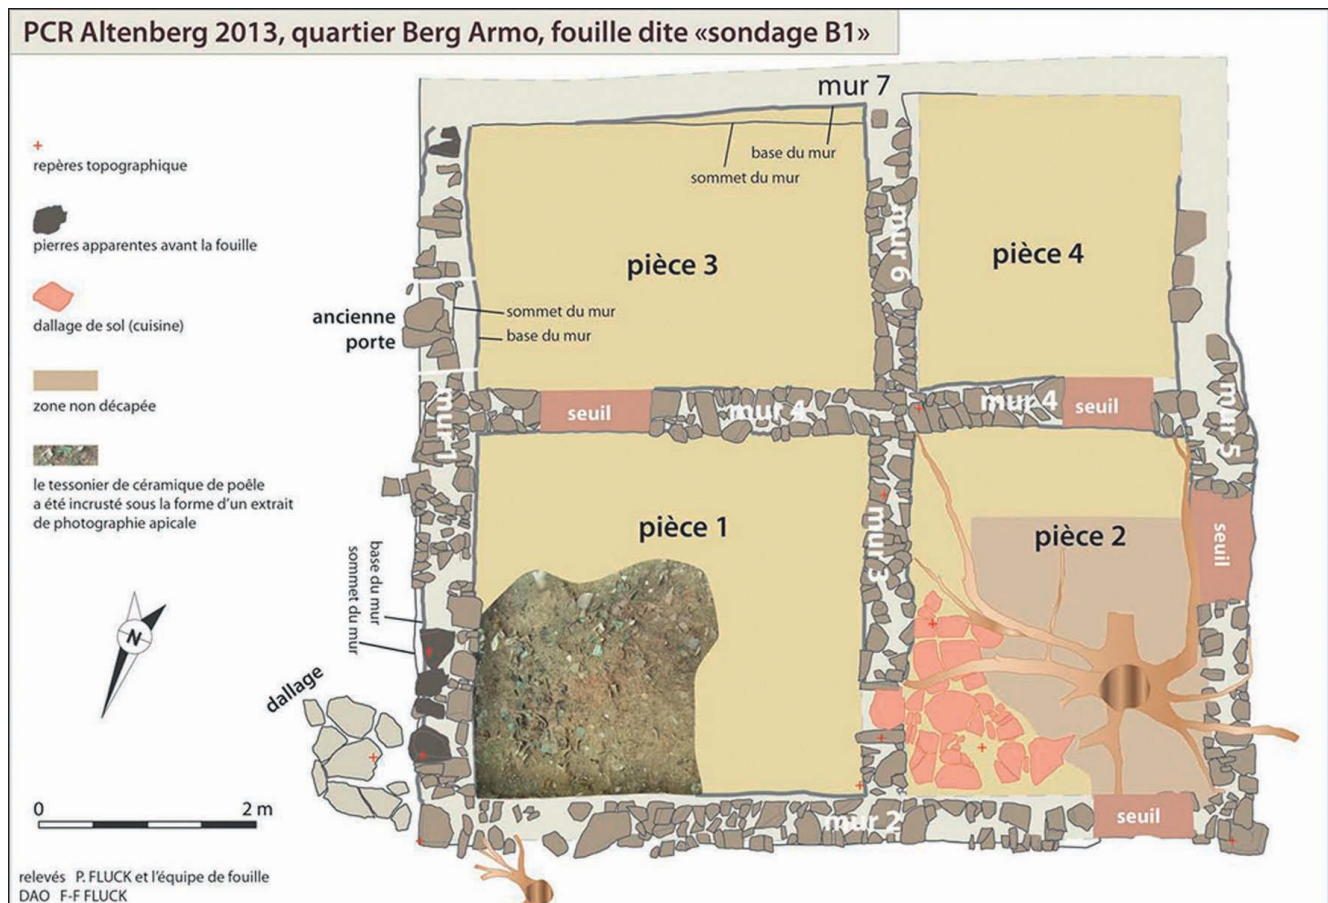 PCR Altenberg 2013, quartier Berg Armo, fouille dite «sondage B1»
repères topographique
pierres apparentes avant la fouille
dallage de sol (cuisine)
zone non décapée
le tessonier de céramique de poêle
a été incrusté sous la forme d'un extrait
de photographie apicale
N
0 2 m
relevés P. FLUCK et l'équipe de fouille
DAO F-F FLUCK
mur 7
base du mur
sommet du mur
pièce 3
mur 6
pièce 4
ancienne
porte
sommet du mur
base du mur
mur 1
seuil
mur 4
mur 4
seuil
mur 5
pièce 1
mur 3
pièce 2
seuil
base du mur
sommet du mur
dallage
mur 2
seuil